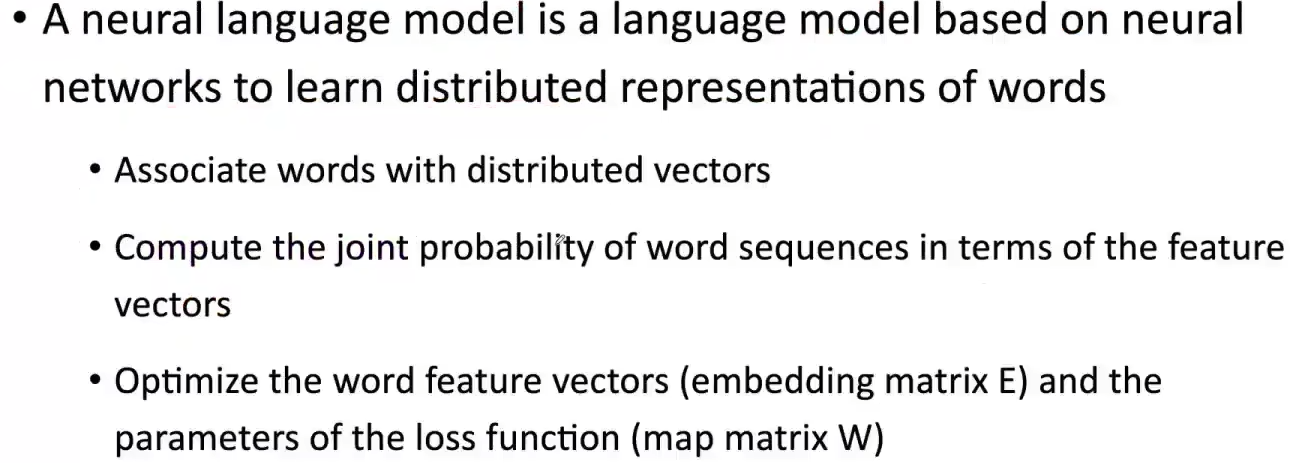 • A neural language model is a language model based on neural
networks to learn distributed representations of words
• Associate words with distributed vectors
• Compute the joint probability of word sequences in terms of the feature
vectors
• Optimize the word feature vectors (embedding matrix E) and the
parameters of the loss function (map matrix W)